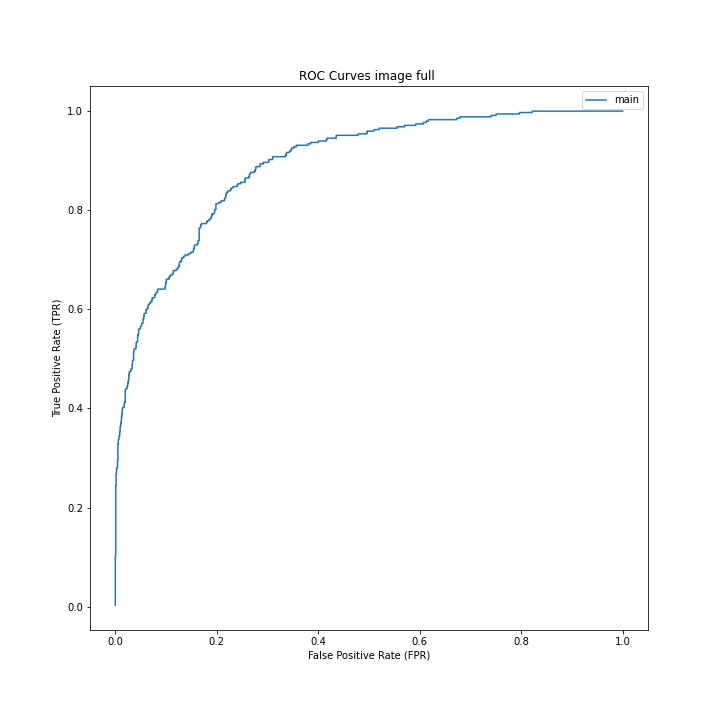 ROC Curves image full
main
True Positive Rate (TPR)
1.0
0.8
0.6
0.4
0.2
0.0
0.0 0.2 0.4 0.6 0.8 1.0
False Positive Rate (FPR)